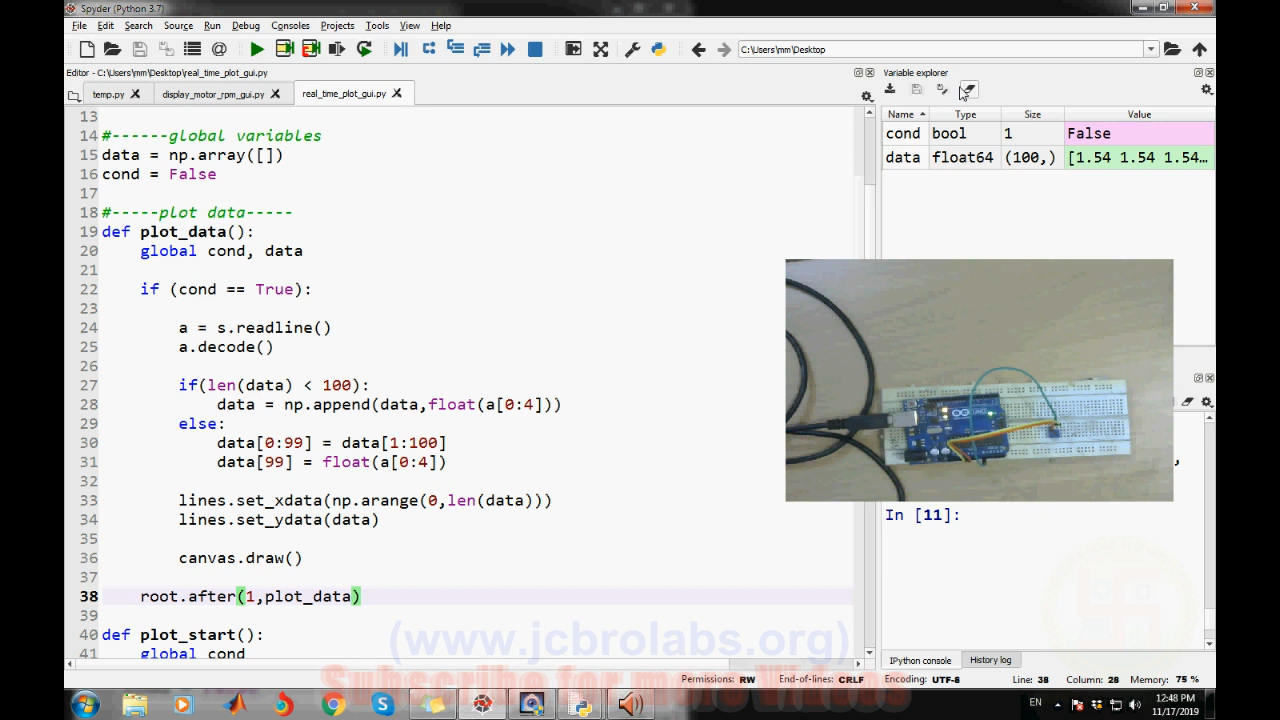 Spyder (Python 3.7)
File Edit Search Source Run Debug Consoles Projects Tools View Help
C:\Users\mm\Desktop
Editor - C:\Users\mm\Desktop\real_time_plot_gui.py
temp.py display_motor_rpm_gui.py real_time_plot_gui.py
13
14 #------global variables
15 data = np.array([])
16 cond = False
17
18 #-----plot data-----
19 def plot_data():
20 global cond, data
21
22 if (cond == True):
23
24 a = s.readline()
25 a.decode()
26
27 if(len(data) < 100):
28 data = np.append(data,float(a[0:4]))
29 else:
30 data[0:99] = data[1:100]
31 data[99] = float(a[0:4])
32
33 lines.set_xdata(np.arange(0,len(data)))
34 lines.set_ydata(data)
35
36 canvas.draw()
37
38 root.after(1,plot_data)
39
40 def plot_start():
41 global cond
Variable explorer
Name Type Size Value
cond bool 1 False
data float64 (100,) [1.54 1.54 1.54…
In [11]:
IPython console History log
(www.jcbrolabs.org)
Subscribe for more Videos
Permissions: RW End-of-lines: CRLF Encoding: UTF-8 Line: 38 Column: 28 Memory: 75 %
EN
12:48 PM
11/17/2019